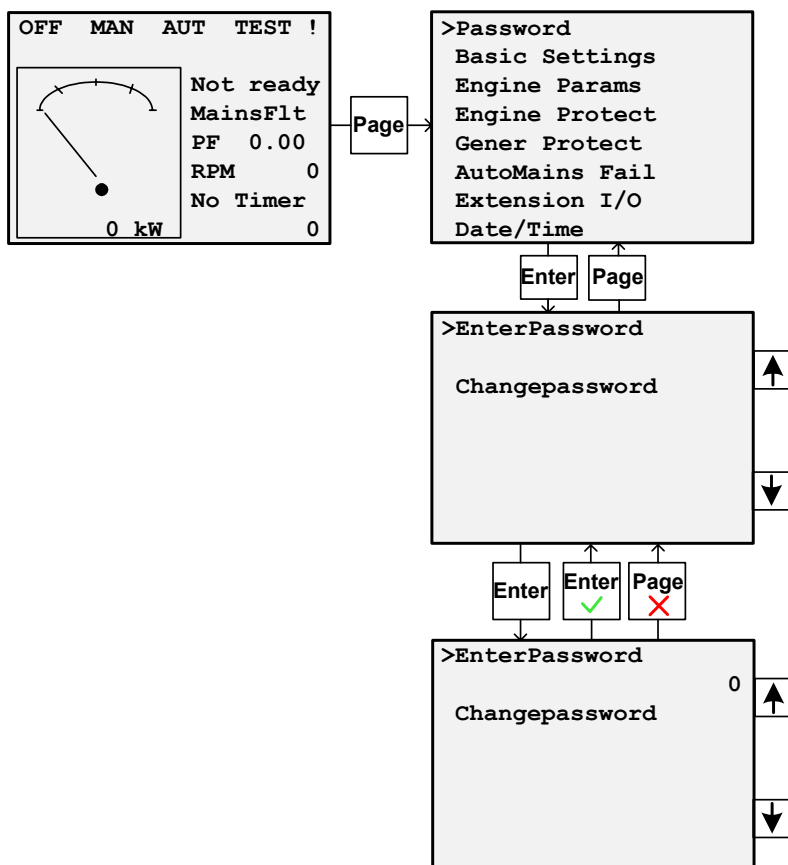 OFF MAN AUT TEST !
Not ready
MainsFlt
PF 0.00
RPM 0
No Timer
0 kW 0
Page
>Password
Basic Settings
Engine Params
Engine Protect
Gener Protect
AutoMains Fail
Extension I/O
Date/Time
Enter Page
>EnterPassword
Changepassword
Enter Enter Page
>EnterPassword
0
Changepassword